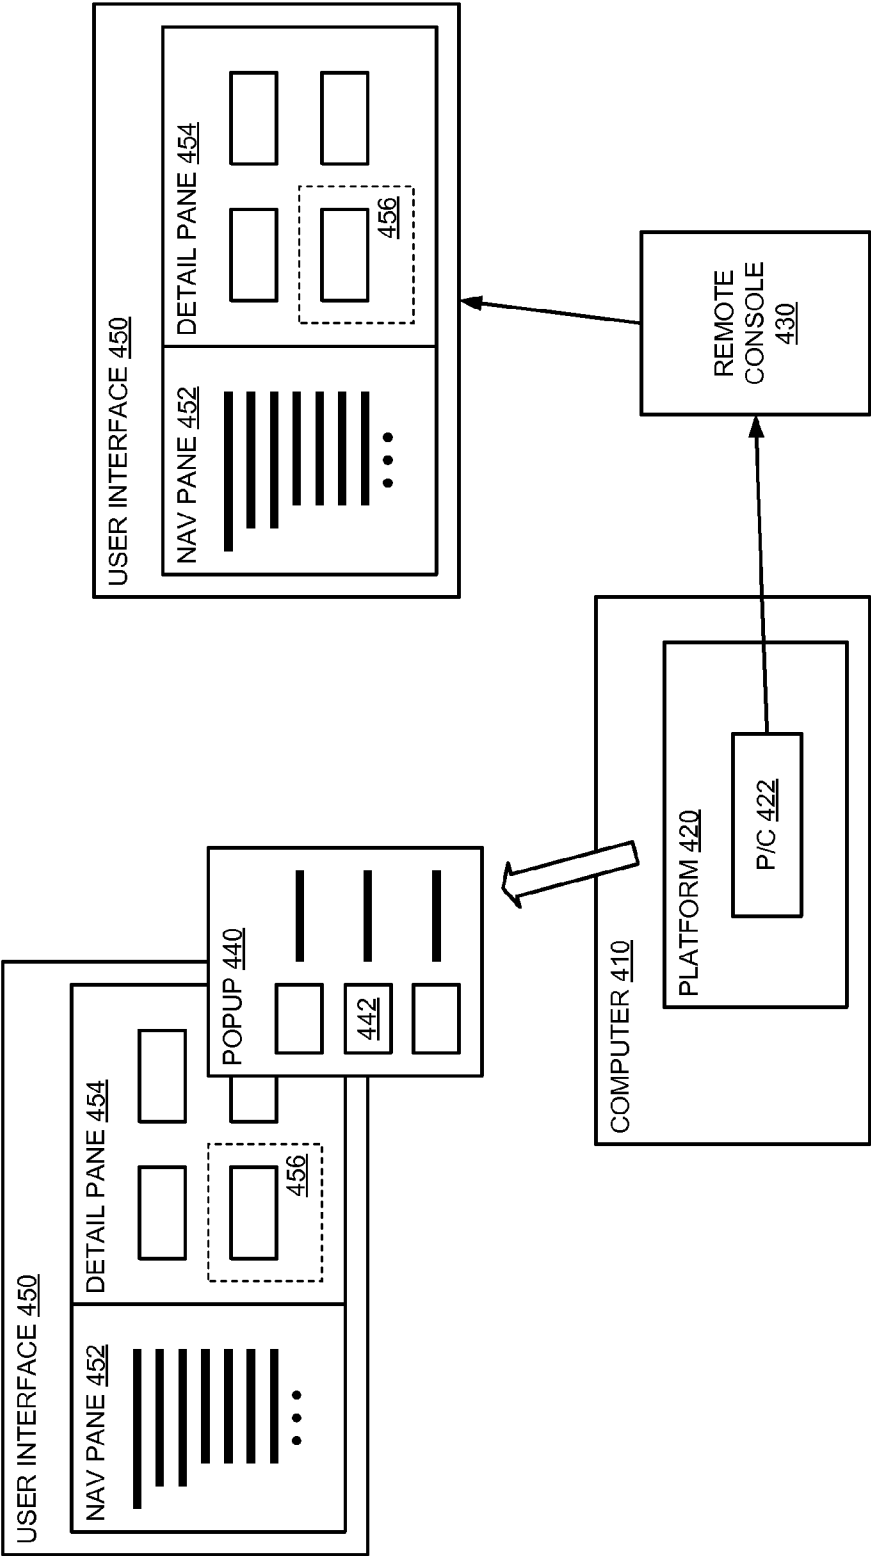 USER INTERFACE 450
NAV PANE 452
DETAIL PANE 454
456
POPUP 440
442
USER INTERFACE 450
NAV PANE 452
DETAIL PANE 454
456
COMPUTER 410
PLATFORM 420
P/C 422
REMOTE
CONSOLE
430